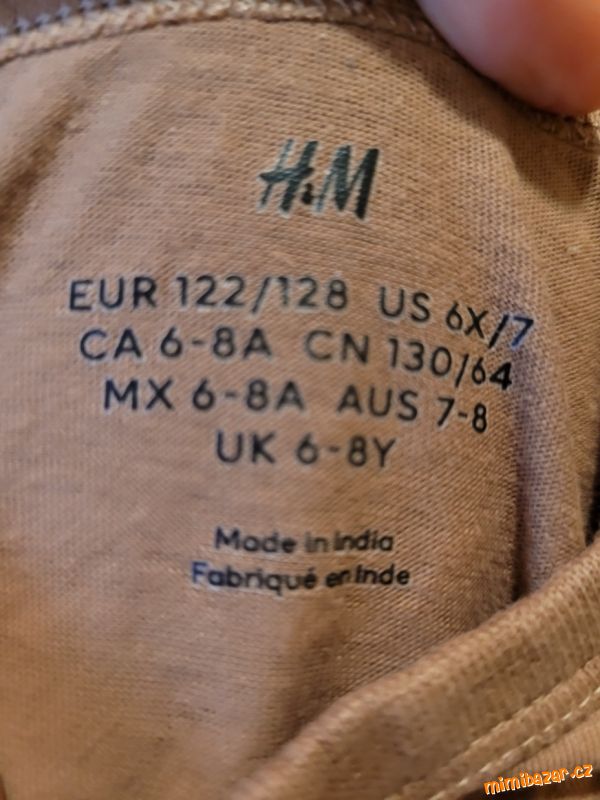 H&M
EUR 122/128 US 6X/7
CA 6-8A CN 130/64
MX 6-8A AUS 7-8
UK 6-8Y
Made in India
Fabriqué en Inde
mimibazar.cz